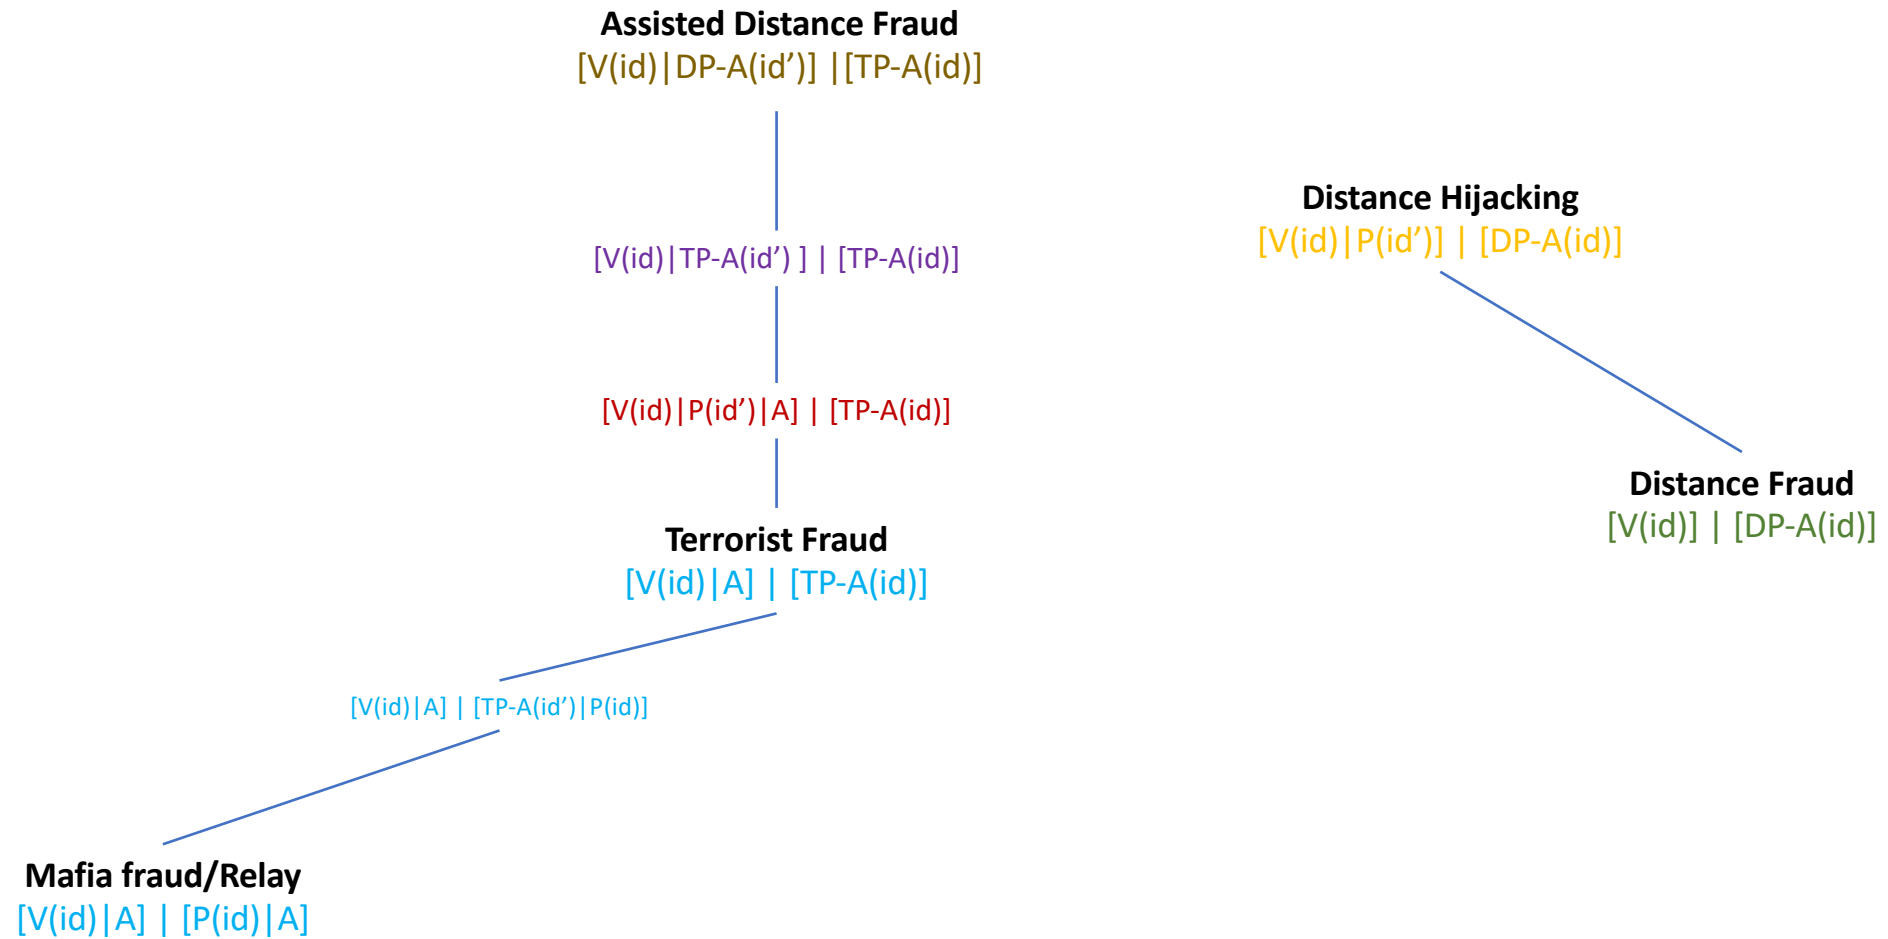 Assisted Distance Fraud
[V(id)|DP-A(id’)] |[TP-A(id)]
Distance Hijacking
[V(id)|P(id’)] | [DP-A(id)]
[V(id)|TP-A(id’) ] | [TP-A(id)]
[V(id)|P(id’)|A] | [TP-A(id)]
Distance Fraud
[V(id)] | [DP-A(id)]
Terrorist Fraud
[V(id)|A] | [TP-A(id)]
[V(id)|A] | [TP-A(id’)|P(id)]
Mafia fraud/Relay
[V(id)|A] | [P(id)|A]